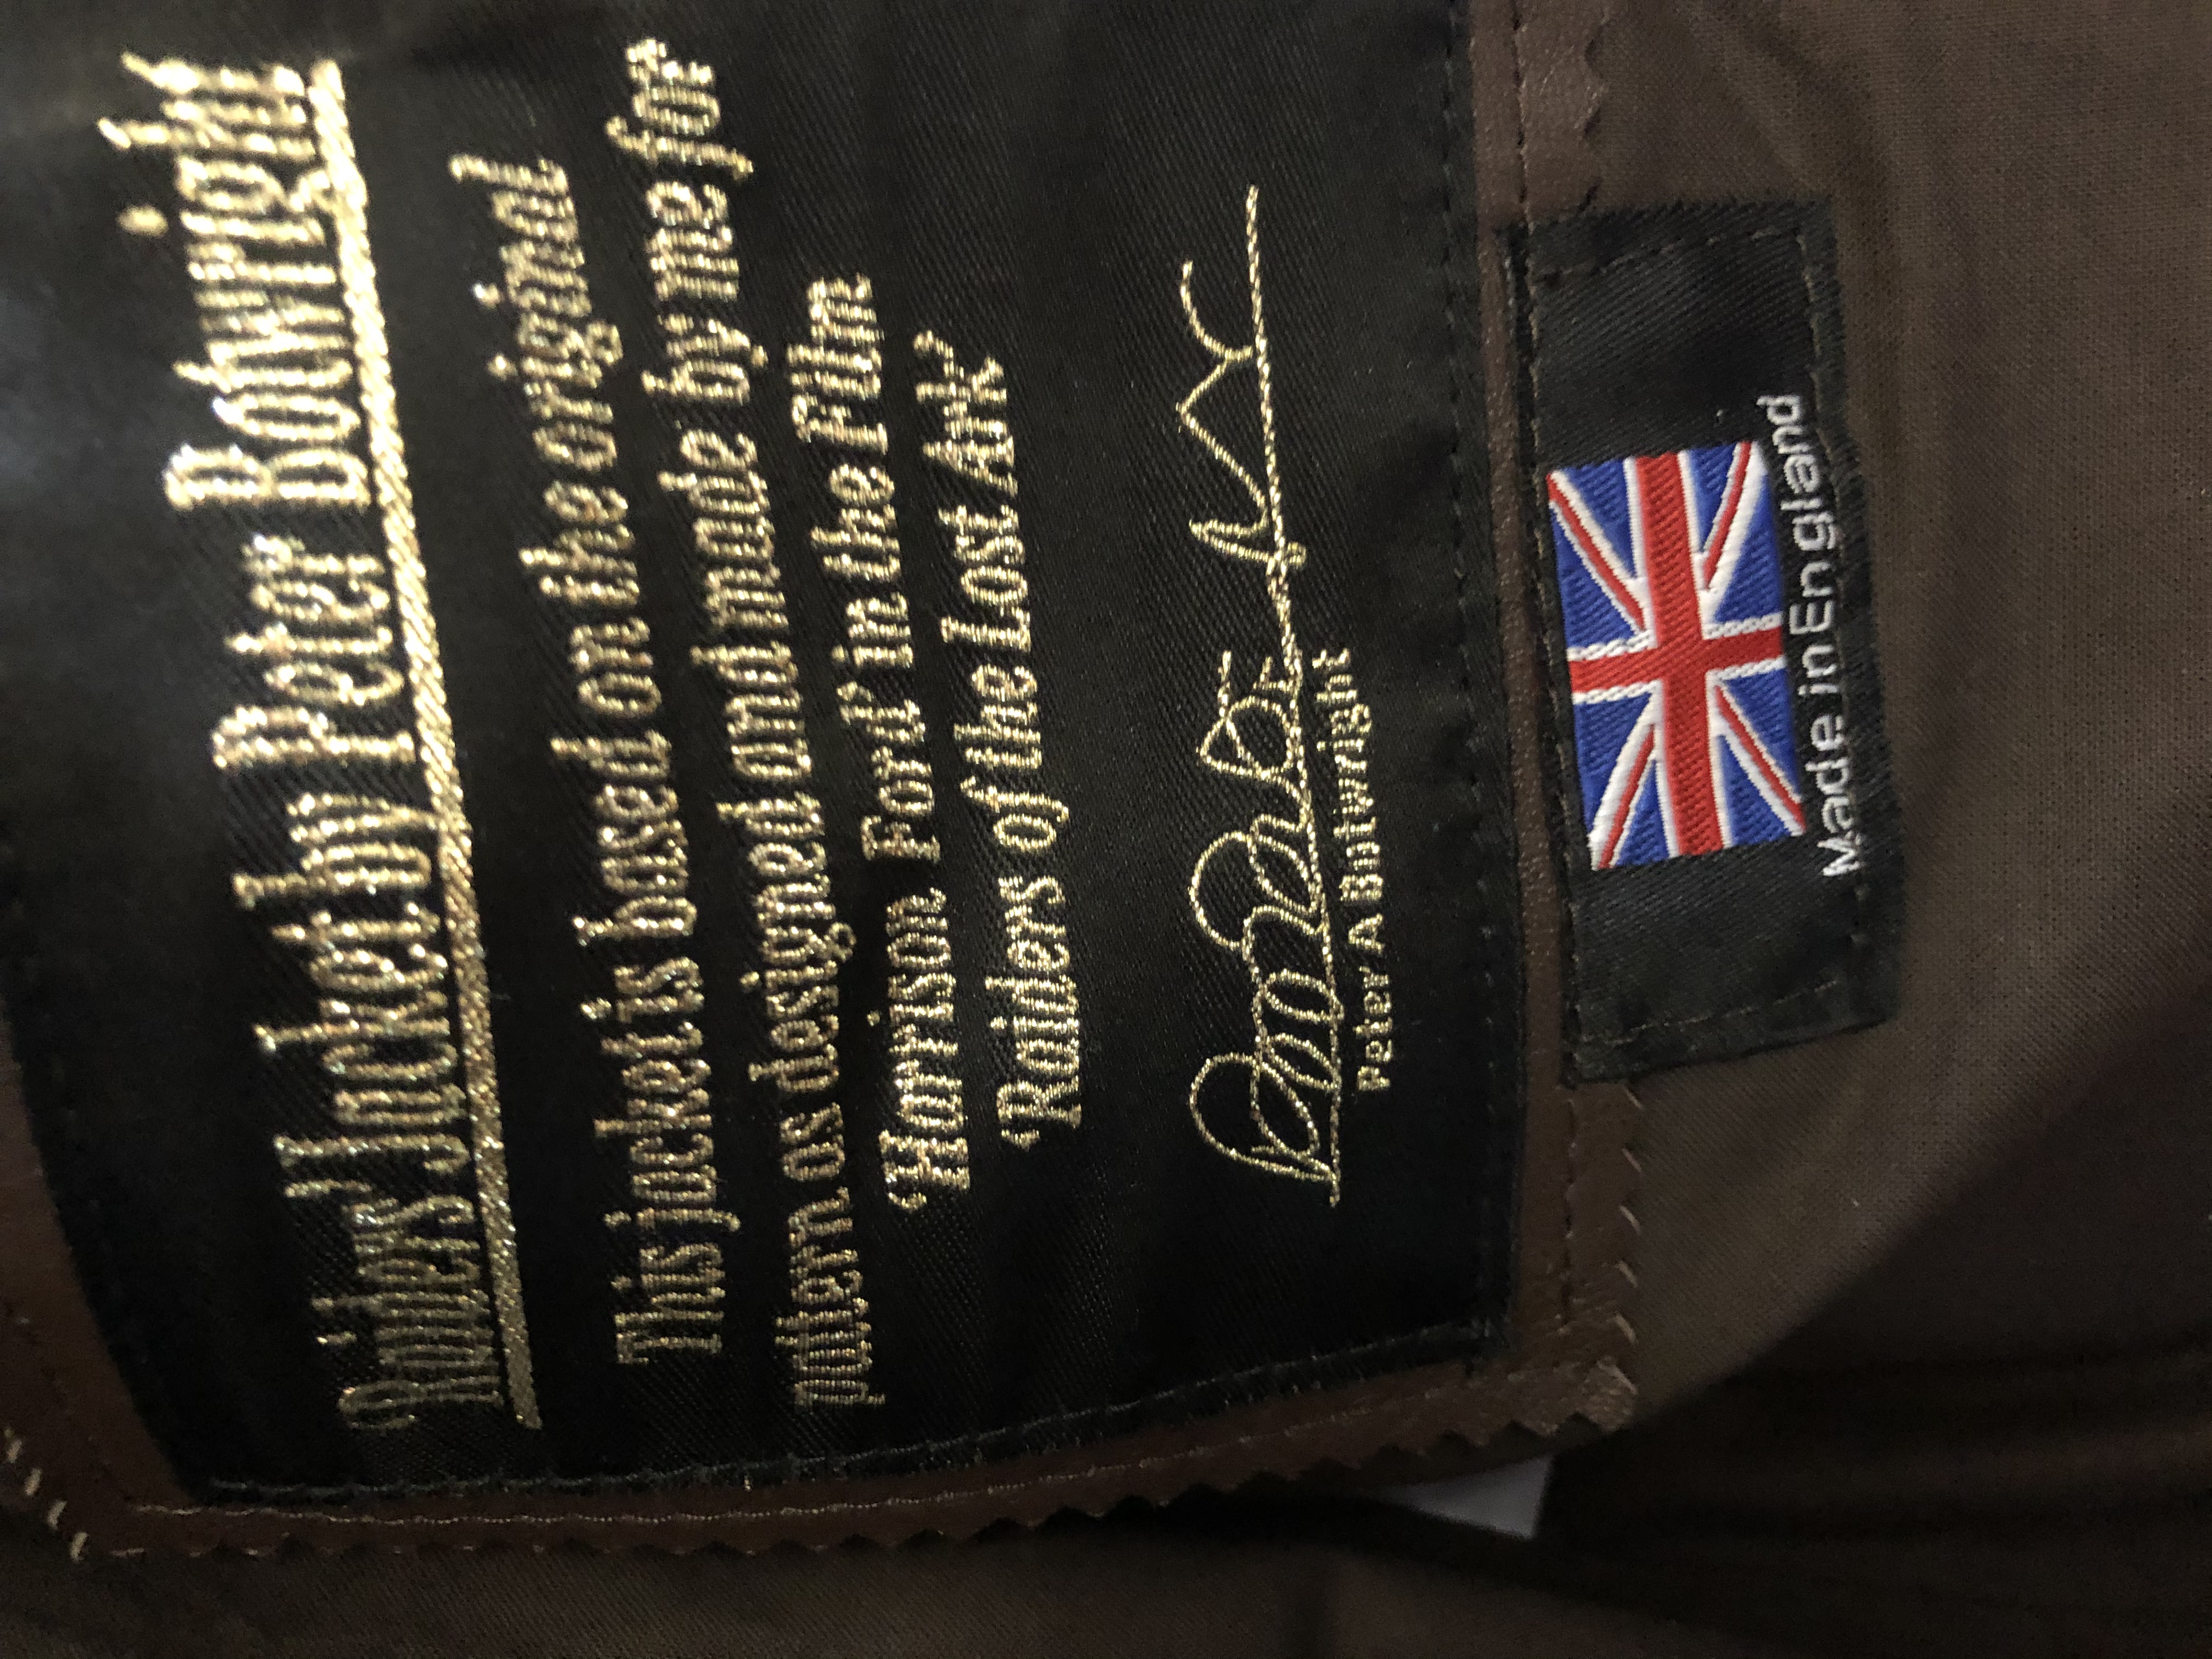 'Raiders' Jacket by Peter Botwright
This jacket is based on the original
pattern as designed and made by me for
'Harrison Ford' in the Film
'Raiders of the Lost Ark'
Peter A Botwright
Made in England